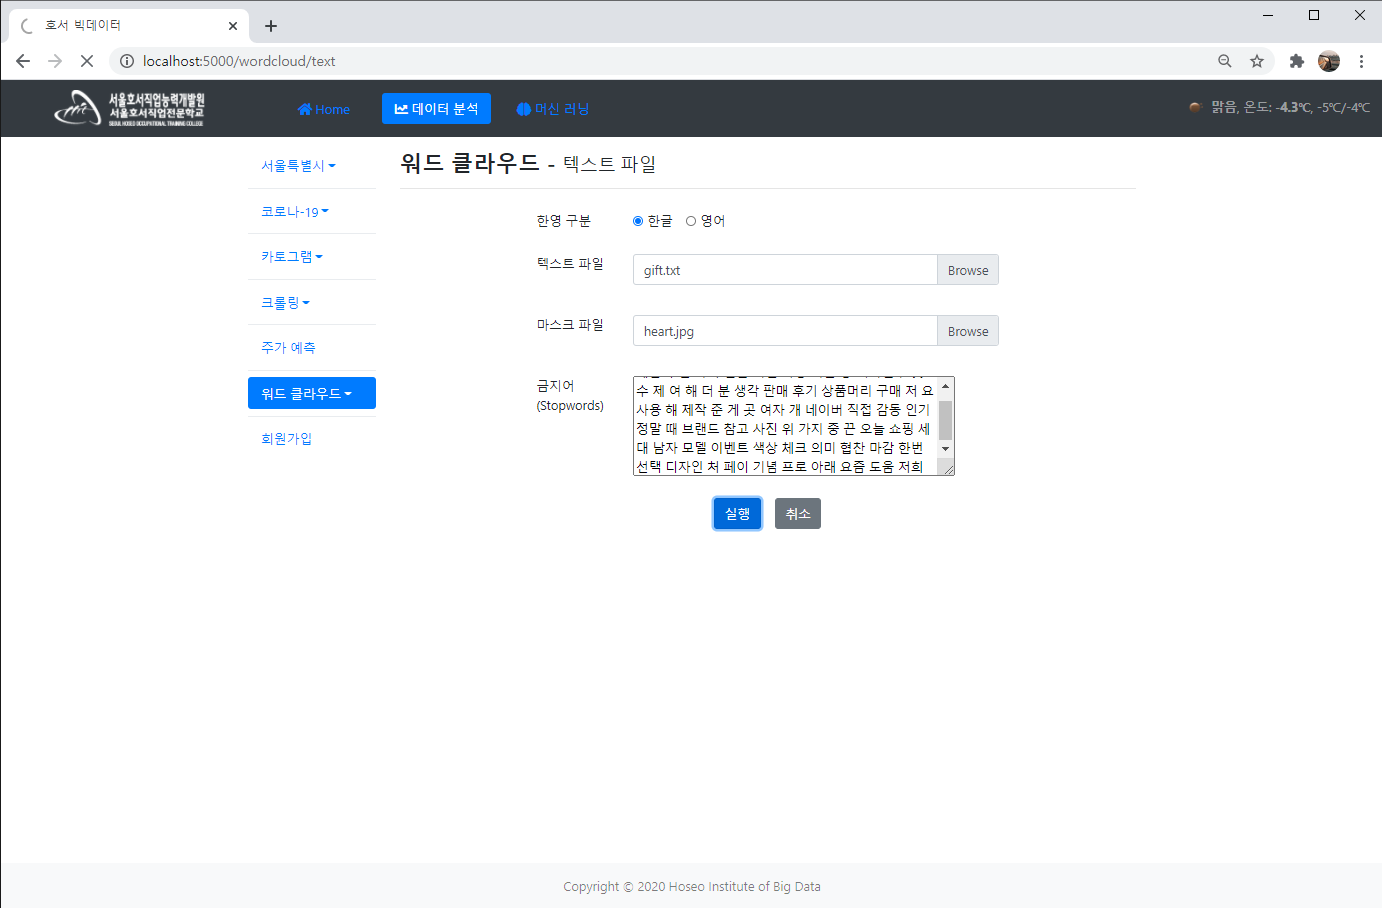 호서 빅데이터
localhost:5000/wordcloud/text
서울호서직업능력개발원
서울호서직업전문학교
SEOUL HOSEO OCCUPATIONAL TRAINING COLLEGE
Home
데이터 분석
머신 러닝
맑음, 온도: -4.3℃, -5℃/-4℃
서울특별시
코로나-19
카토그램
크롤링
주가 예측
워드 클라우드
회원가입
워드 클라우드 - 텍스트 파일
한영 구분
한글
영어
텍스트 파일
gift.txt
Browse
마스크 파일
heart.jpg
Browse
금지어
(Stopwords)
수 제 여 해 더 분 생각 판매 후기 상품머리 구매 저 요
사용 해 제작 준 게 곳 여자 개 네이버 직접 감동 인기
정말 때 브랜드 참고 사진 위 가지 중 끈 오늘 쇼핑 세
대 남자 모델 이벤트 색상 체크 의미 협찬 마감 한번
선택 디자인 처 페이 기념 프로 아래 요즘 도움 저희
실행
취소
Copyright © 2020 Hoseo Institute of Big Data